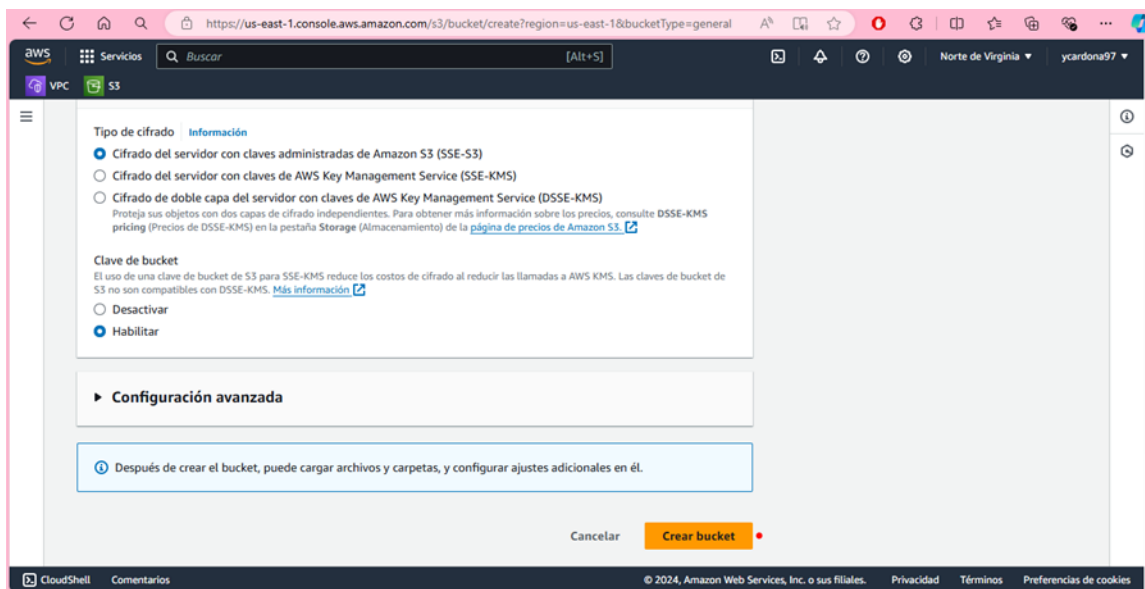 https://us-east-1.console.aws.amazon.com/s3/bucket/create?region=us-east-1&bucketType=general
aws Servicios Buscar [Alt+S] Norte de Virginia ycardona97
VPC S3
Tipo de cifrado Información
Cifrado del servidor con claves administradas de Amazon S3 (SSE-S3)
Cifrado del servidor con claves de AWS Key Management Service (SSE-KMS)
Cifrado de doble capa del servidor con claves de AWS Key Management Service (DSSE-KMS)
Proteja sus objetos con dos capas de cifrado independientes. Para obtener más información sobre los precios, consulte DSSE-KMS
pricing (Precios de DSSE-KMS) en la pestaña Storage (Almacenamiento) de la página de precios de Amazon S3.
Clave de bucket
El uso de una clave de bucket de S3 para SSE-KMS reduce los costos de cifrado al reducir las llamadas a AWS KMS. Las claves de bucket de
S3 no son compatibles con DSSE-KMS. Más información
Desactivar
Habilitar
Configuración avanzada
Después de crear el bucket, puede cargar archivos y carpetas, y configurar ajustes adicionales en él.
Cancelar Crear bucket
CloudShell Comentarios © 2024, Amazon Web Services, Inc. o sus filiales. Privacidad Términos Preferencias de cookies